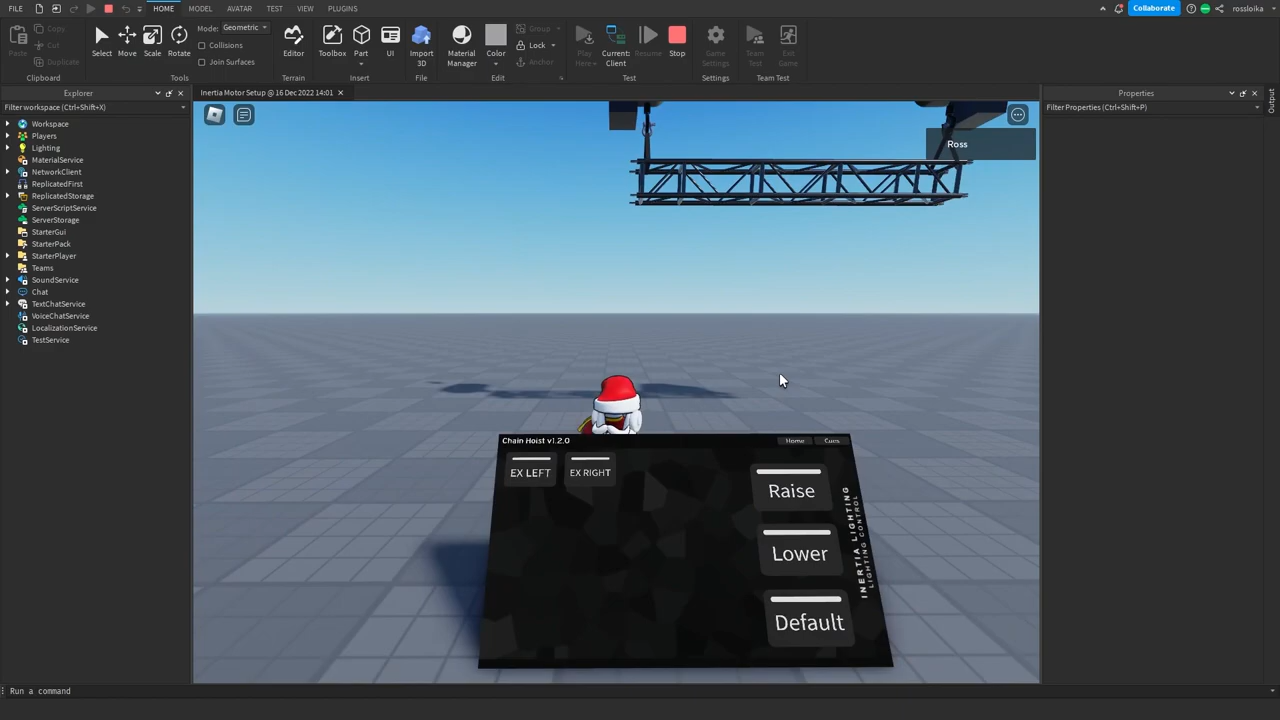 FILE HOME MODEL AVATAR TEST VIEW PLUGINS Collaborate rossloika
Paste Copy Cut Duplicate Select Move Scale Rotate Mode: Geometric Collisions Join Surfaces Editor Toolbox Part UI Import 3D Material Manager Color Group Lock Anchor Play Here Current: Client Resume Stop Game Settings Team Test Exit Game
Clipboard Tools Terrain Insert File Edit Test Settings Team Test
Explorer
Filter workspace (Ctrl+Shift+X)
Inertia Motor Setup @ 16 Dec 2022 14:01
Properties
Filter Properties (Ctrl+Shift+P)
Output
Workspace
Players
Lighting
MaterialService
NetworkClient
ReplicatedFirst
ReplicatedStorage
ServerScriptService
ServerStorage
StarterGui
StarterPack
StarterPlayer
Teams
SoundService
Chat
TextChatService
VoiceChatService
LocalizationService
TestService
Ross
Chain Hoist v1.2.0 Home Cues
EX LEFT EX RIGHT
Raise
Lower
Default
INERTIA LIGHTING
LIGHTING CONTROL
Run a command